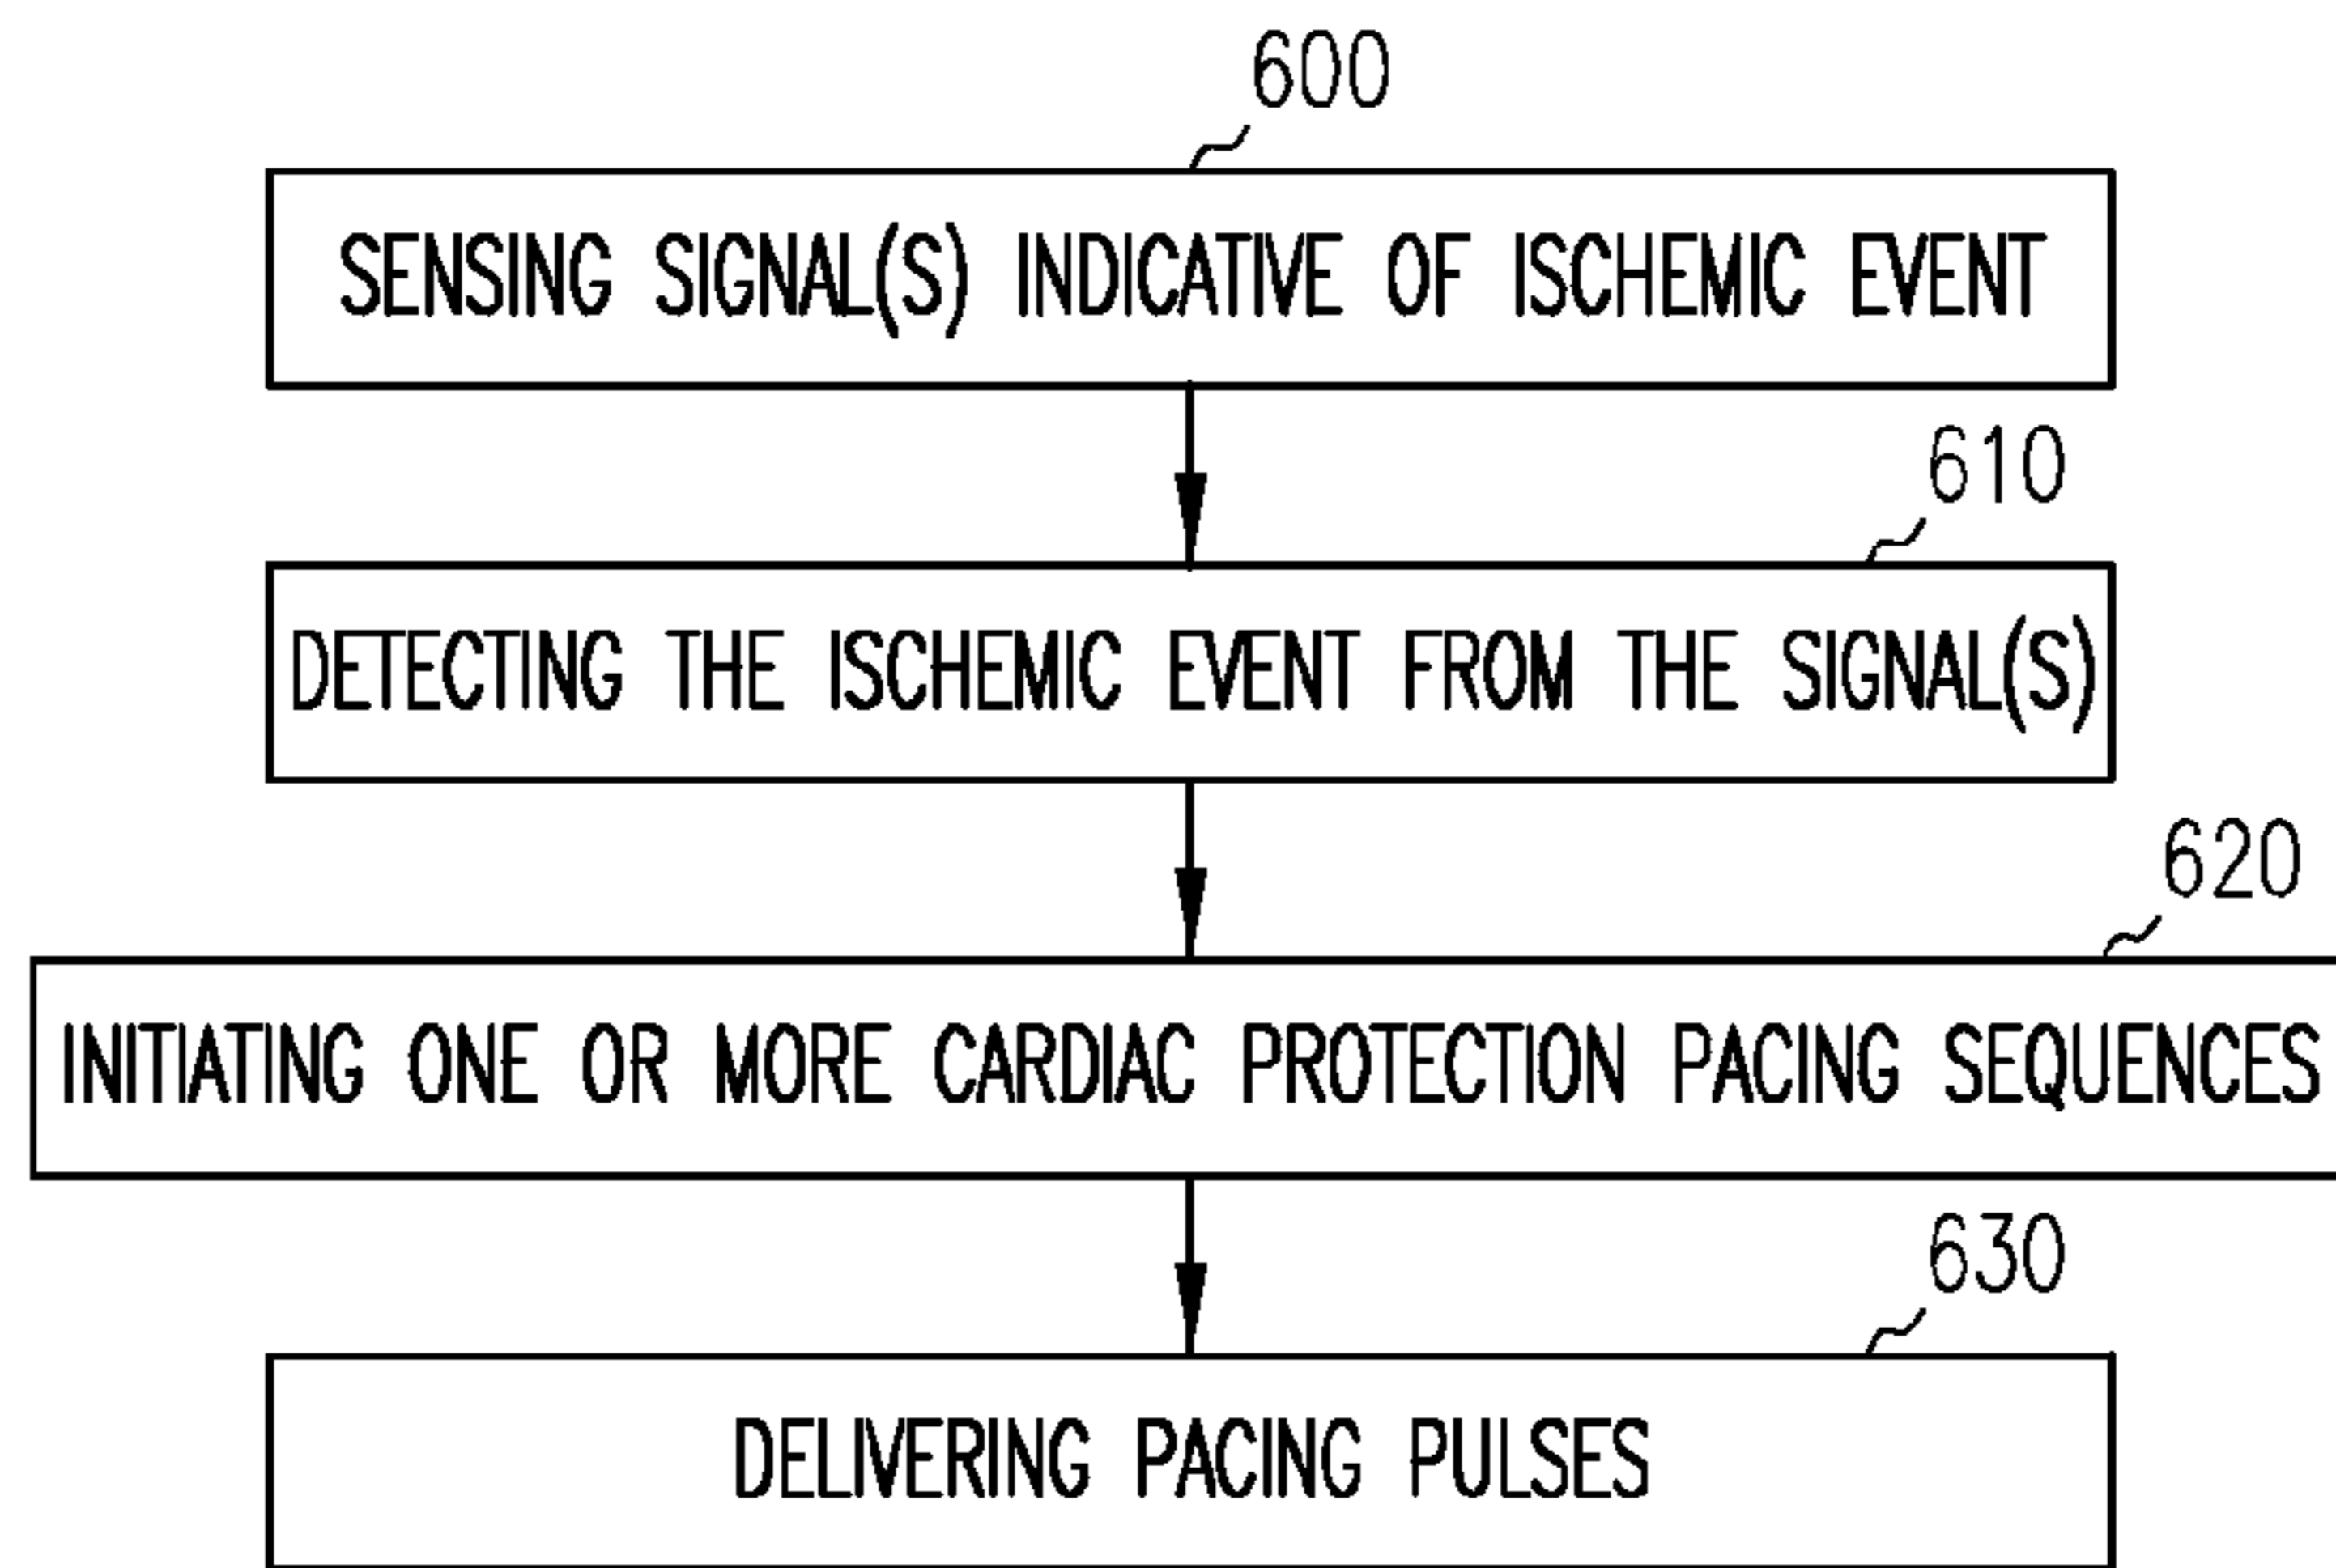 600
SENSING SIGNAL(S) INDICATIVE OF ISCHEMIC EVENT
610
DETECTING THE ISCHEMIC EVENT FROM THE SIGNAL(S)
620
INITIATING ONE OR MORE CARDIAC PROTECTION PACING SEQUENCES
630
DELIVERING PACING PULSES